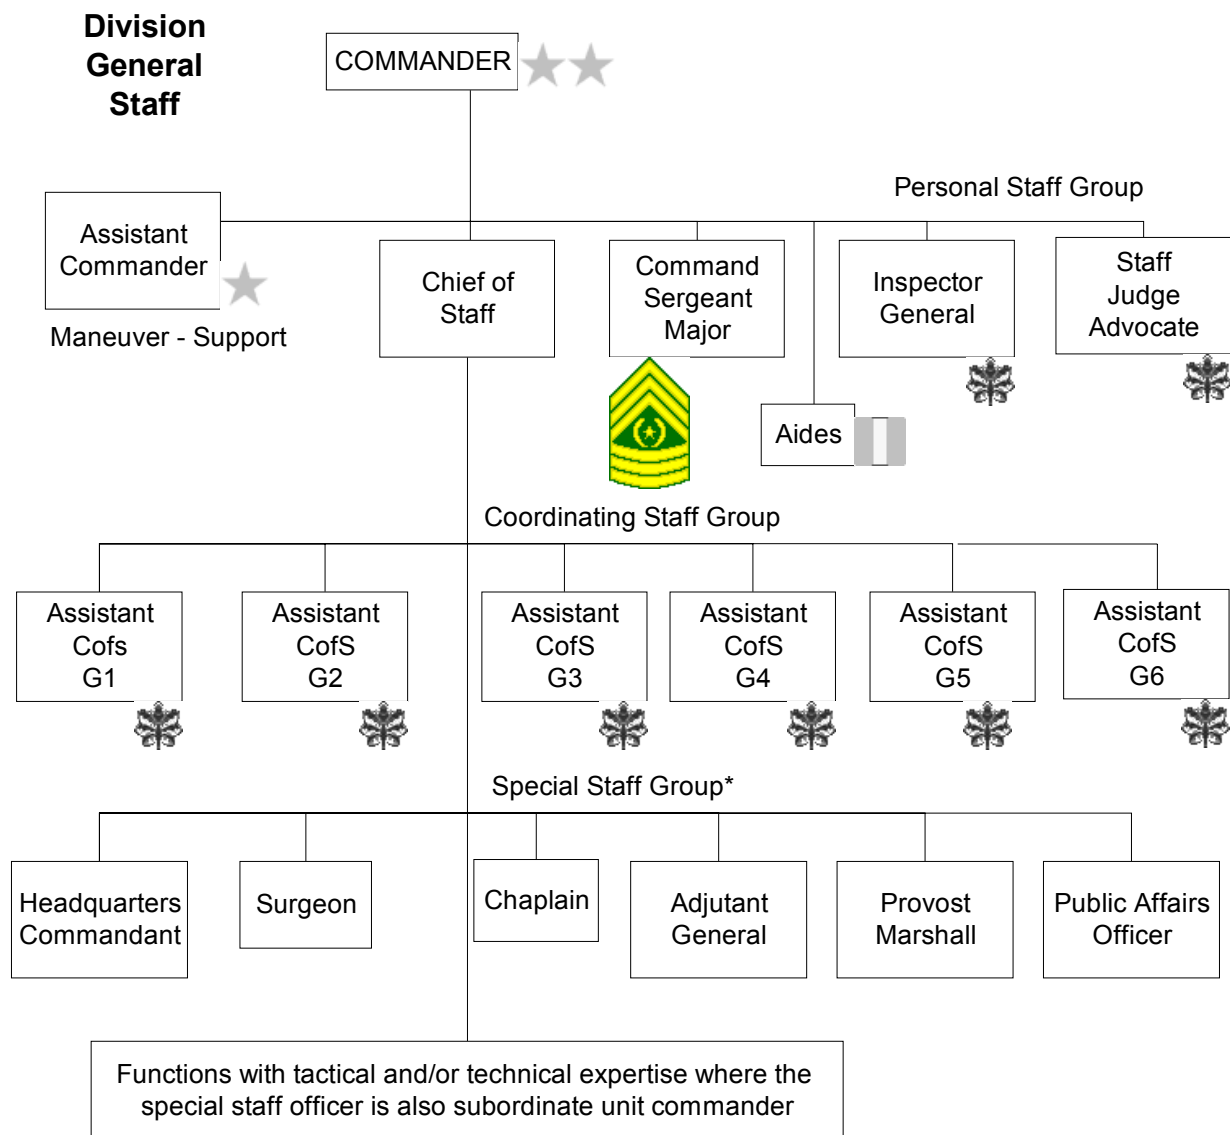 Division
General
Staff
COMMANDER
Personal Staff Group
Assistant
Commander
Maneuver - Support
Chief of
Staff
Command
Sergeant
Major
Aides
Inspector
General
Staff
Judge
Advocate
Coordinating Staff Group
Assistant
Cofs
G1
Assistant
CofS
G2
Assistant
CofS
G3
Assistant
CofS
G4
Assistant
CofS
G5
Assistant
CofS
G6
Special Staff Group*
Headquarters
Commandant
Surgeon
Chaplain
Adjutant
General
Provost
Marshall
Public Affairs
Officer
Functions with tactical and/or technical expertise where the
special staff officer is also subordinate unit commander